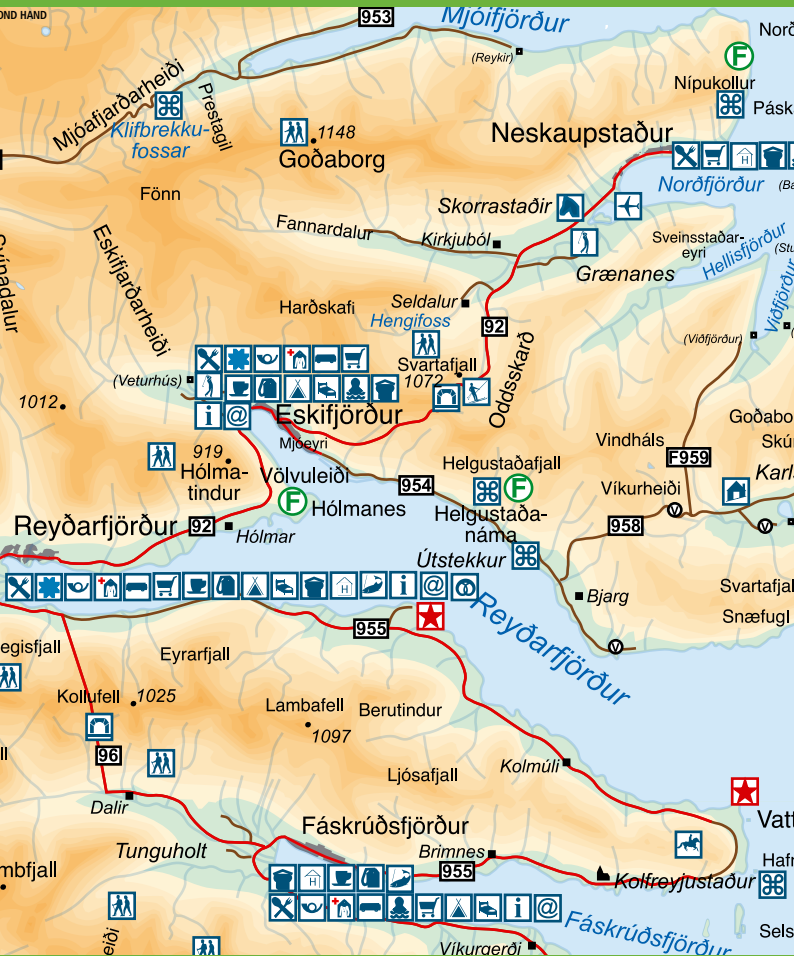 953
Mjóifjörður
(Reykir)
Nípukollur
Mjóafjarðarheiði
Prestagil
Klifbrekku-
fossar
1148
Goðaborg
Neskaupstaður
Norðfjörður
Fönn
Skorrastaðir
Fannardalur
Kirkjuból
Sveinsstaðar-
eyri
Hellisfjörður
Grænanes
Eskifjarðarheiði
Harðskafi
Seldalur
Hengifoss
92
Viðfjörður
(Viðfjörður)
Oddsskarð
Svartafjall
1072
(Veturhús)
1012
Eskifjörður
Mjóeyri
919
Hólma-
tindur
Völvuleiði
Hólmanes
954
Helgustaðafjall
Helgustaða-
náma
Vindháls
F959
Víkurheiði
958
Reyðarfjörður
92
Hólmar
Útstekkur
Bjarg
Snæfugl
Reyðarfjörður
955
Eyrarfjall
Kollufell
1025
Lambafell
1097
Berutindur
96
Ljósafjall
Kolmúli
Dalir
Tunguholt
Fáskrúðsfjörður
Brimnes
955
Kolfreyjustaður
Fáskrúðsfjörður
Víkurgerði